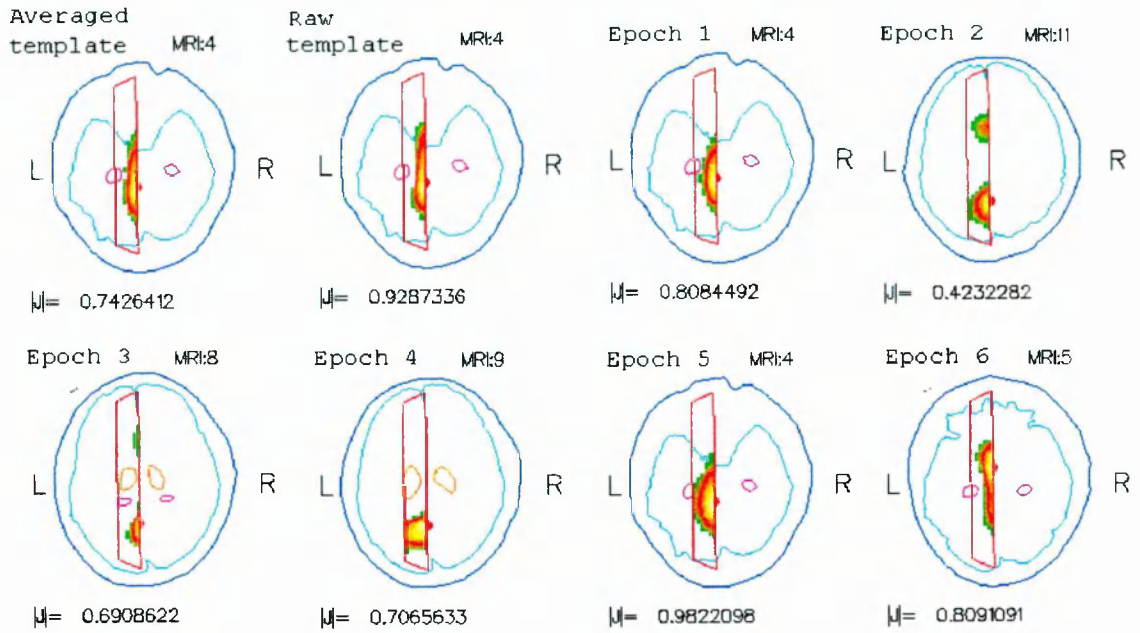 Averaged template MRI:4
Raw template MRI:4
Epoch 1 MRI:4
Epoch 2 MRI:11
L R L R L R
|J|= 0.7426412
|J|= 0.9287336
|J|= 0.8084492
|J|= 0.4232282
Epoch 3 MRI:8
Epoch 4 MRI:9
Epoch 5 MRI:4
Epoch 6 MRI:5
L R L R L R L R
|J|= 0.6908622
|J|= 0.7065633
|J|= 0.9822098
|J|= 0.8091091